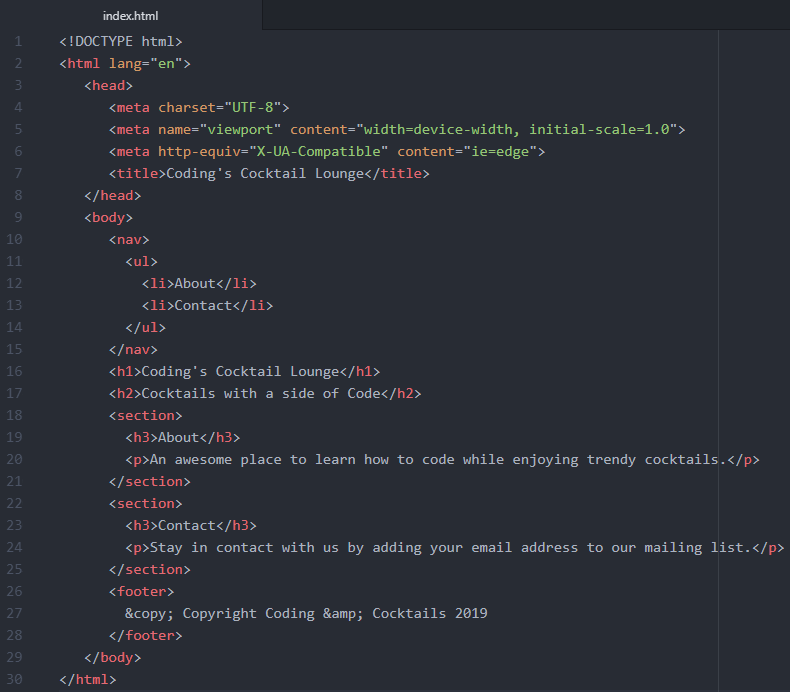 index.html
1 <!DOCTYPE html>
2 <html lang="en">
3 <head>
4 <meta charset="UTF-8">
5 <meta name="viewport" content="width=device-width, initial-scale=1.0">
6 <meta http-equiv="X-UA-Compatible" content="ie=edge">
7 <title>Coding's Cocktail Lounge</title>
8 </head>
9 <body>
10 <nav>
11 <ul>
12 <li>About</li>
13 <li>Contact</li>
14 </ul>
15 </nav>
16 <h1>Coding's Cocktail Lounge</h1>
17 <h2>Cocktails with a side of Code</h2>
18 <section>
19 <h3>About</h3>
20 <p>An awesome place to learn how to code while enjoying trendy cocktails.</p>
21 </section>
22 <section>
23 <h3>Contact</h3>
24 <p>Stay in contact with us by adding your email address to our mailing list.</p>
25 </section>
26 <footer>
27 &copy; Copyright Coding &amp; Cocktails 2019
28 </footer>
29 </body>
30 </html>